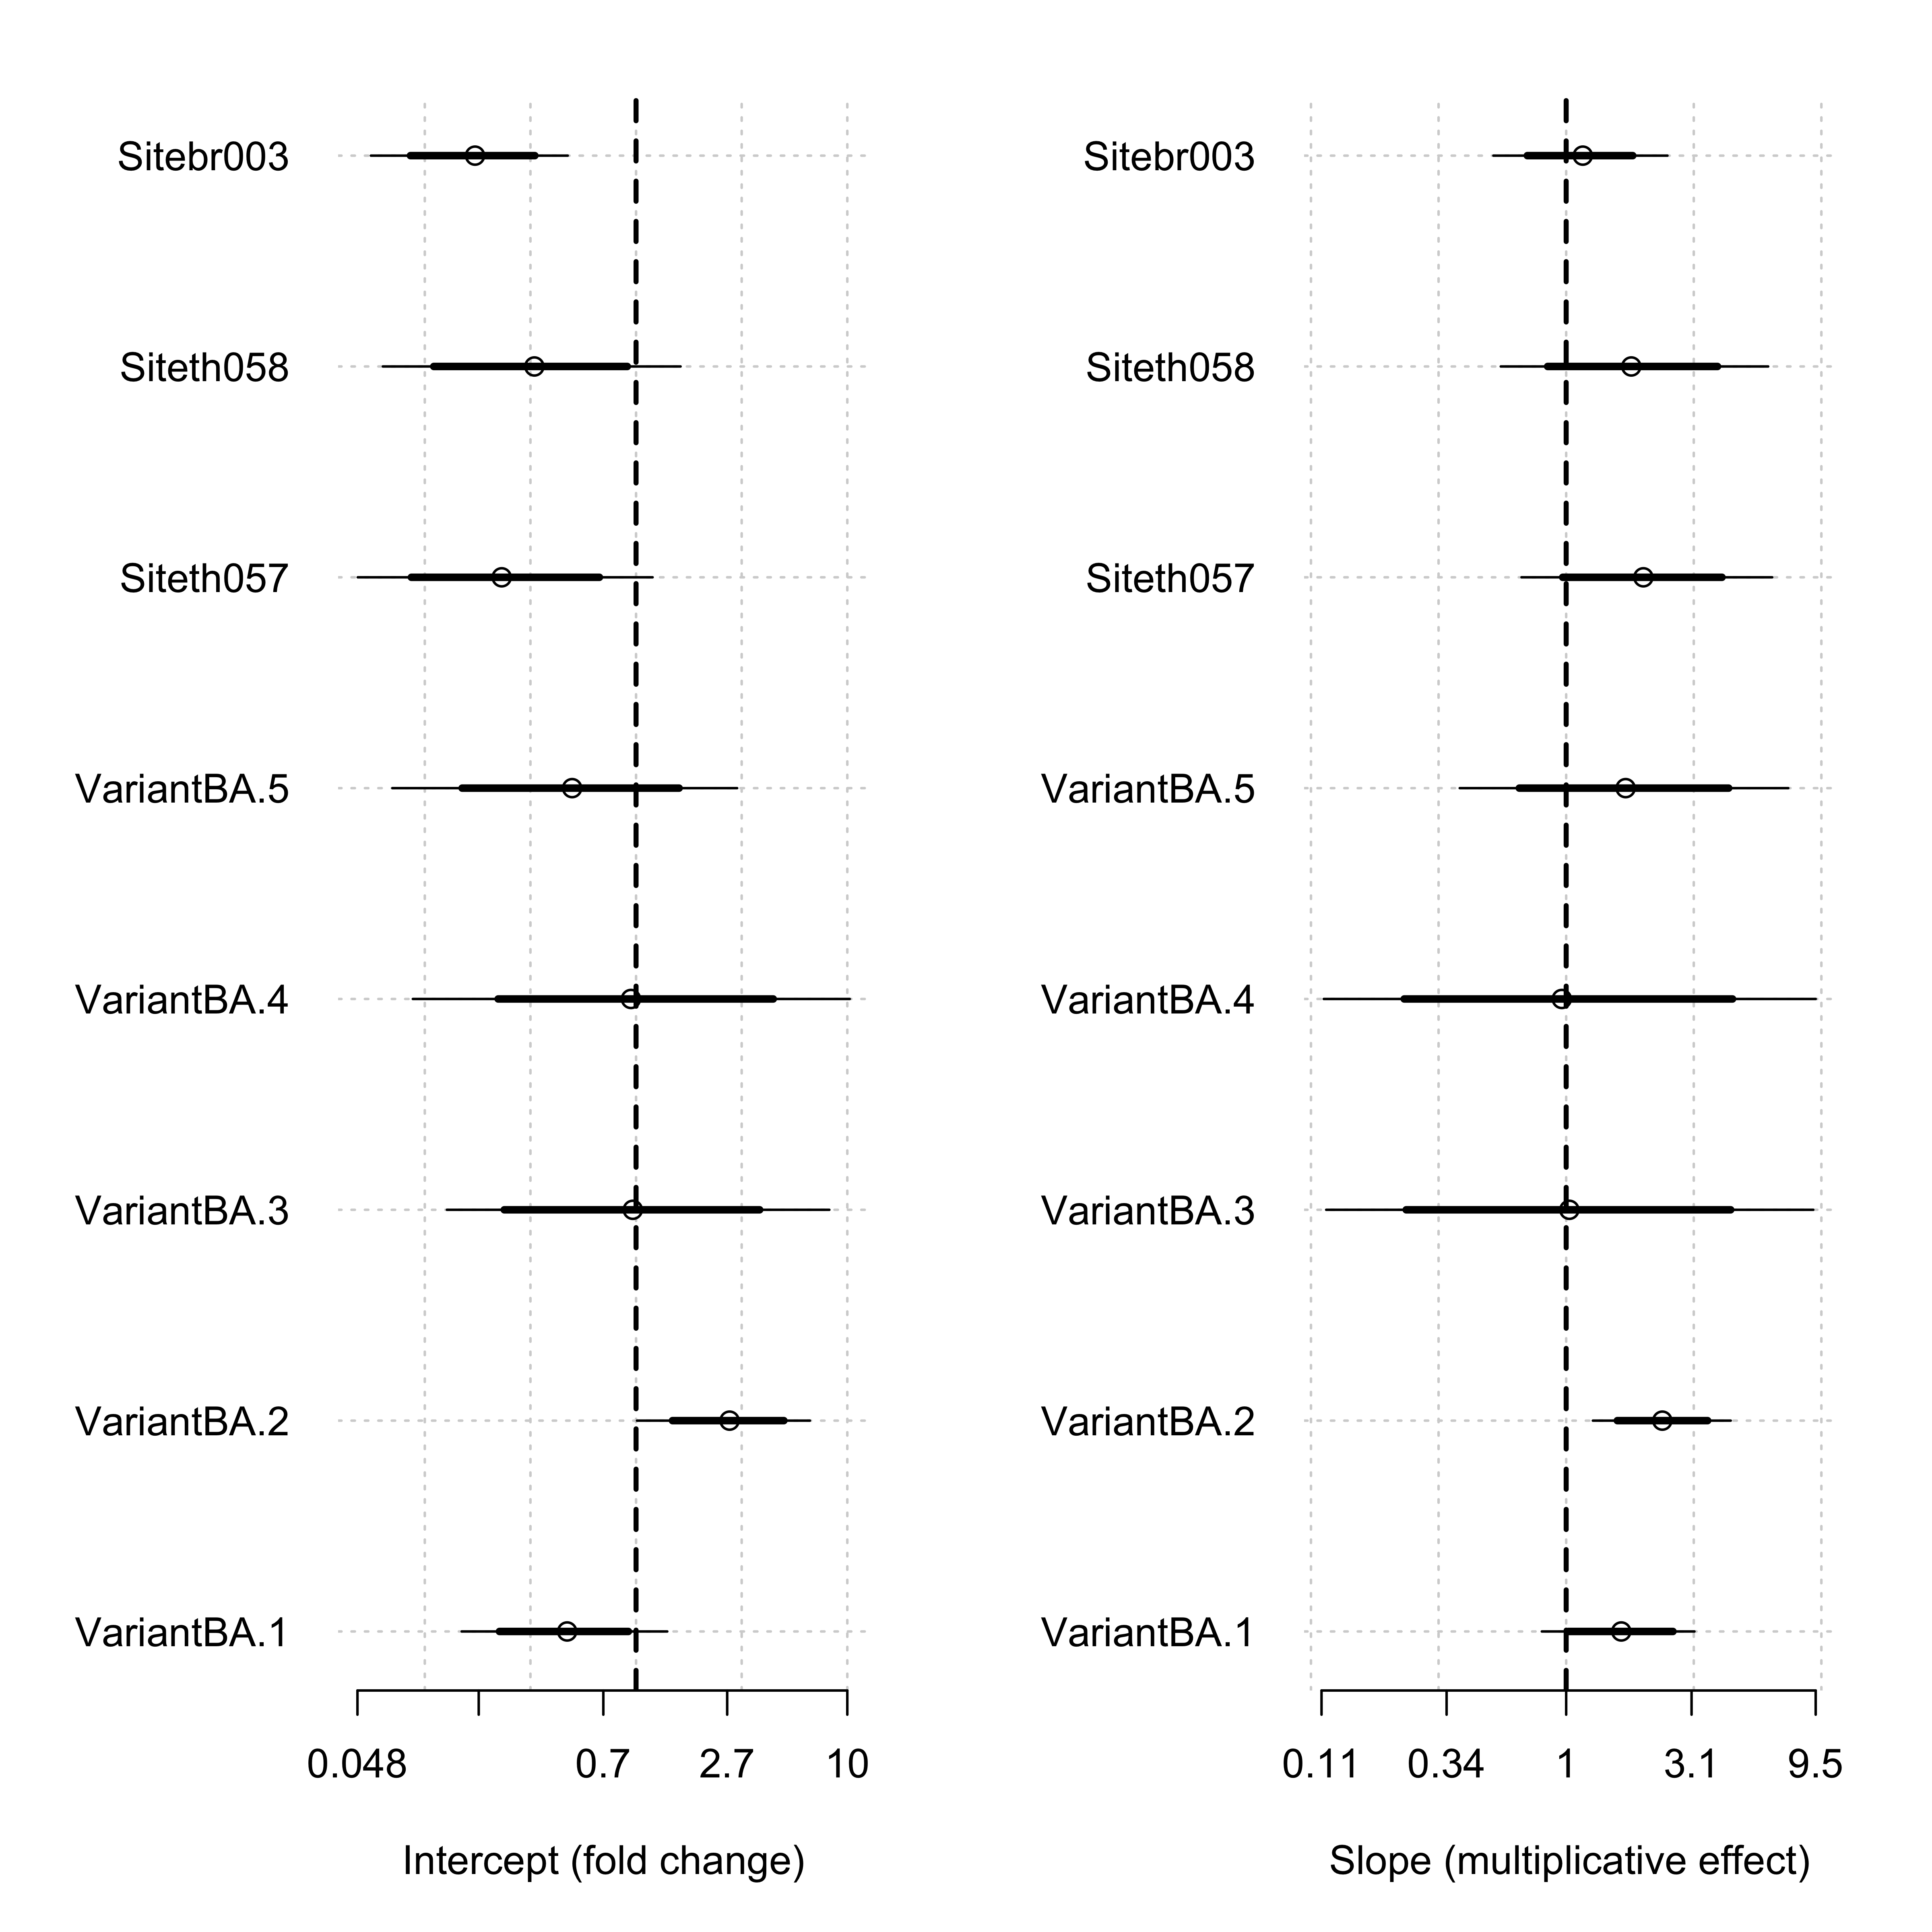 Sitebr003
Siteth058
Siteth057
VariantBA.5
VariantBA.4
VariantBA.3
VariantBA.2
VariantBA.1
0.048 0.7 2.7 10
Intercept (fold change)
Sitebr003
Siteth058
Siteth057
VariantBA.5
VariantBA.4
VariantBA.3
VariantBA.2
VariantBA.1
0.11 0.34 1 3.1 9.5
Slope (multiplicative effect)